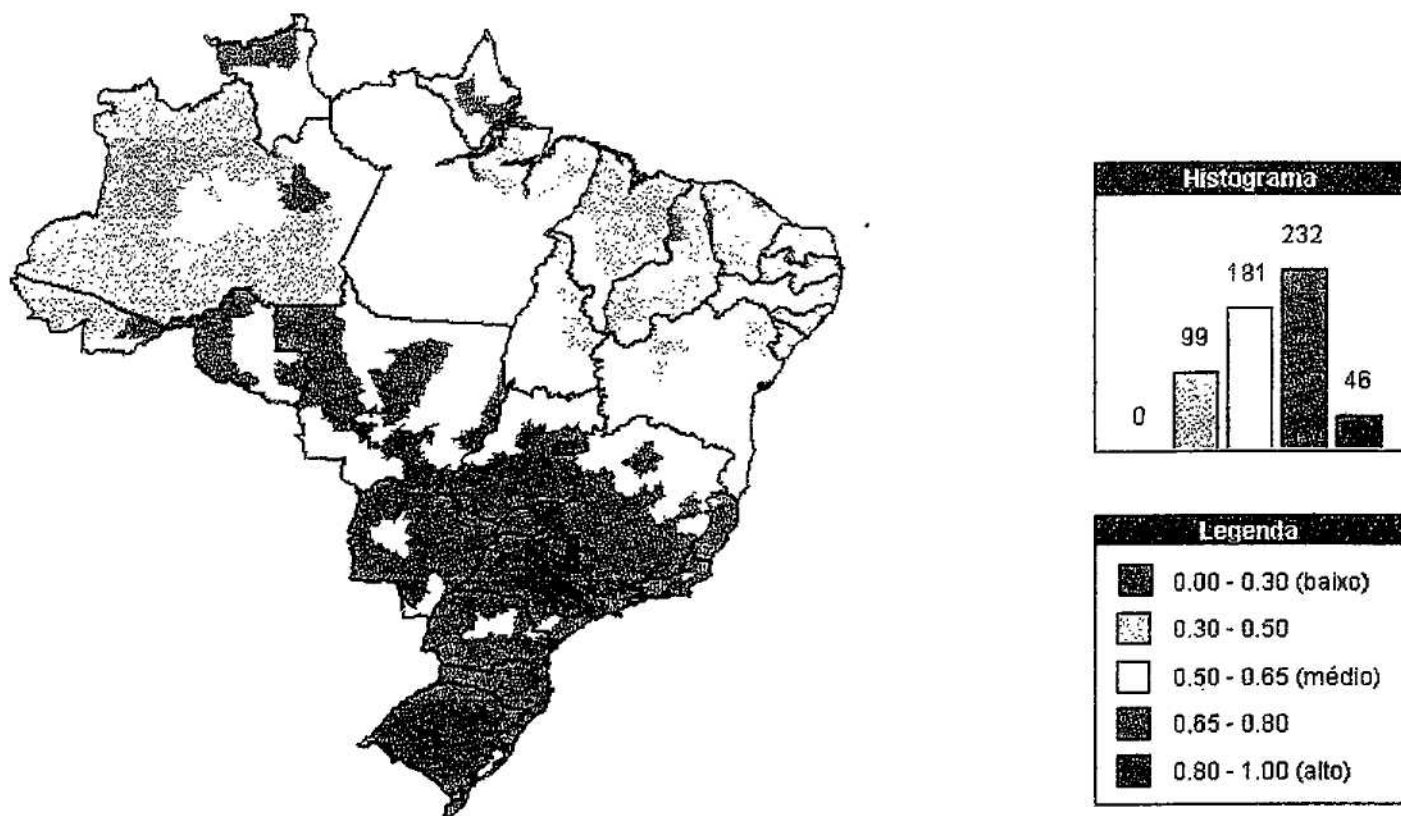 Histograma
232
181
99
46
0
Legenda
0.00 - 0.30 (baixo)
0.30 - 0.50
0.50 - 0.65 (médio)
0.65 - 0.80
0.80 - 1.00 (alto)